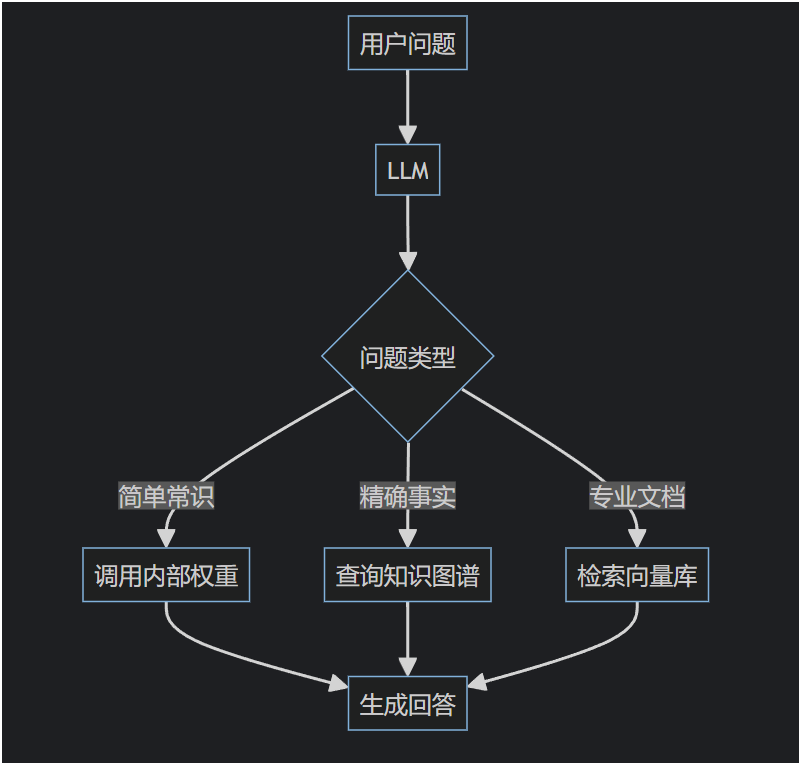 用户问题
LLM
问题类型
简单常识
精确事实
专业文档
调用内部权重
查询知识图谱
检索向量库
生成回答